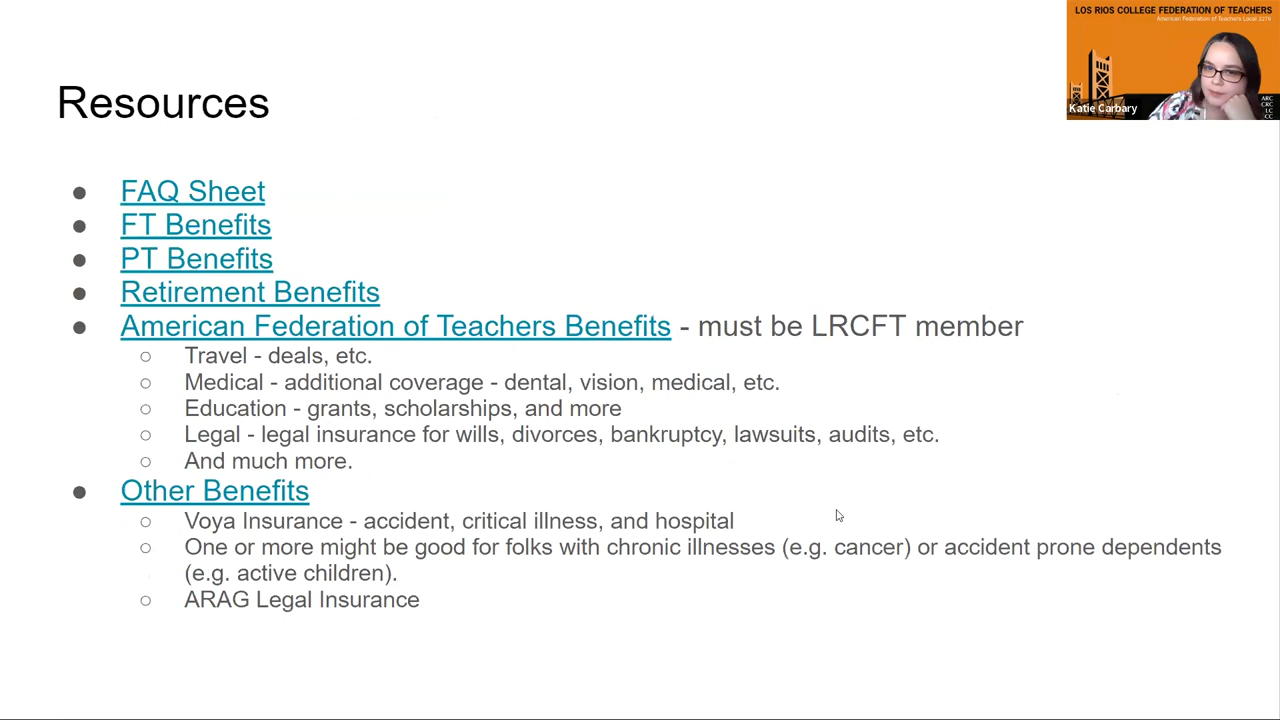 LOS RIOS COLLEGE FEDERATION OF TEACHERS
American Federation of Teachers Local 2279
Katie Carbary
ARC
CRC
LC
CC
Resources
● FAQ Sheet
● FT Benefits
● PT Benefits
● Retirement Benefits
● American Federation of Teachers Benefits - must be LRCFT member
○ Travel - deals, etc.
○ Medical - additional coverage - dental, vision, medical, etc.
○ Education - grants, scholarships, and more
○ Legal - legal insurance for wills, divorces, bankruptcy, lawsuits, audits, etc.
○ And much more.
● Other Benefits
○ Voya Insurance - accident, critical illness, and hospital
○ One or more might be good for folks with chronic illnesses (e.g. cancer) or accident prone dependents
(e.g. active children).
○ ARAG Legal Insurance